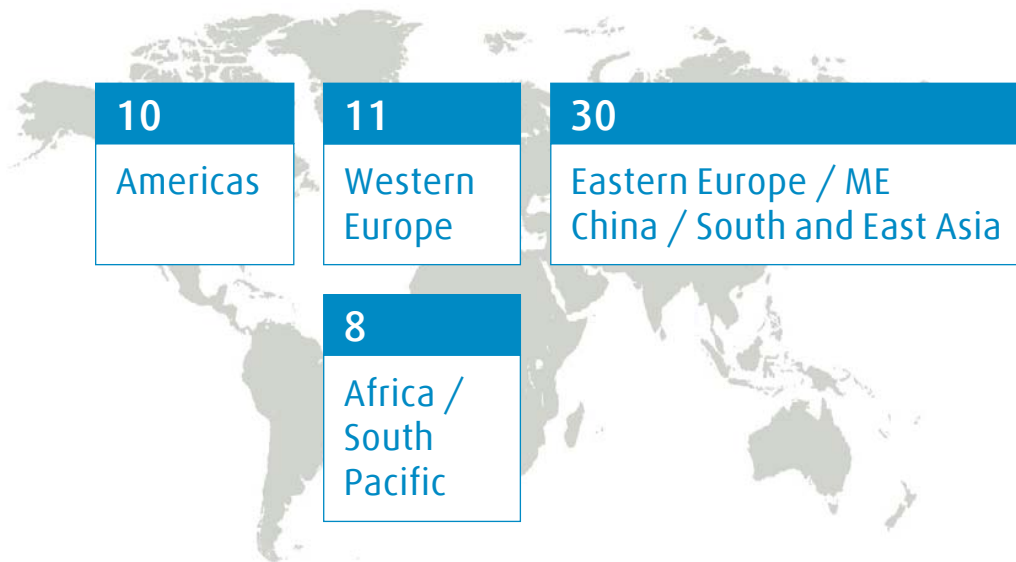 10
Americas
11
Western
Europe
30
Eastern Europe / ME
China / South and East Asia
8
Africa /
South
Pacific